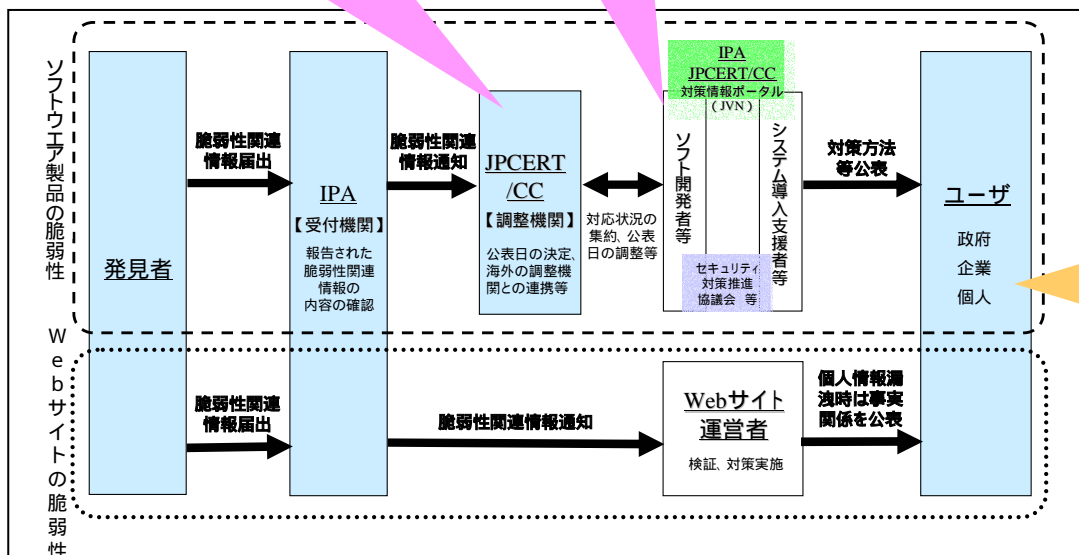 ソフトウエア製品の脆弱性
発見者
脆弱性関連
情報届出
IPA
【受付機関】
報告された
脆弱性関連
情報の
内容の確認
脆弱性関連
情報通知
JPCERT
/CC
【調整機関】
公表日の決定、
海外の調整機
関との連携等
対応状況の
集約、公表
日の調整等
IPA
JPCERT/CC
対策情報ポータル
(JVN)
ソフト開発者等
システム導入支援者等
セキュリティ
対策推進
協議会 等
対策方法
等公表
ユーザ
政府
企業
個人
Webサイトの脆弱性
脆弱性関連
情報届出
脆弱性関連情報通知
Webサイト
運営者
検証、対策実施
個人情報漏
洩時は事実
関係を公表